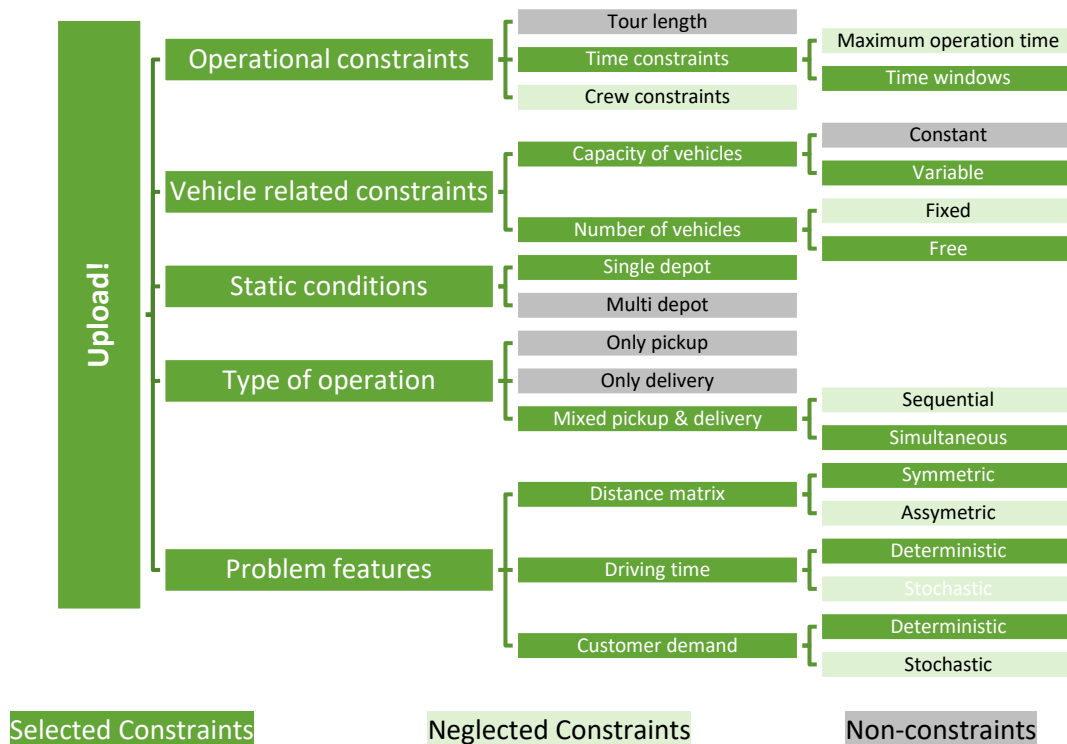 Upload!
Operational constraints
Tour length
Time constraints
Maximum operation time
Time windows
Crew constraints
Vehicle related constraints
Capacity of vehicles
Constant
Variable
Number of vehicles
Fixed
Free
Static conditions
Single depot
Multi depot
Type of operation
Only pickup
Only delivery
Mixed pickup & delivery
Sequential
Simultaneous
Problem features
Distance matrix
Symmetric
Assymetric
Driving time
Deterministic
Stochastic
Customer demand
Deterministic
Stochastic
Selected Constraints
Neglected Constraints
Non-constraints